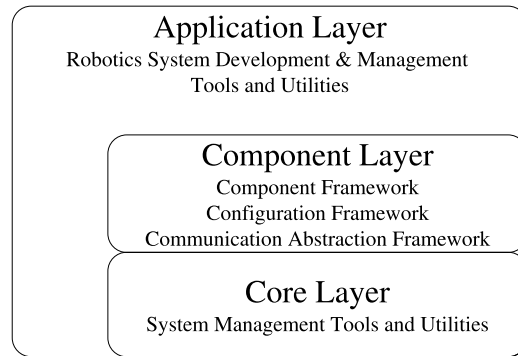 Application Layer
Robotics System Development & Management
Tools and Utilities
Component Layer
Component Framework
Configuration Framework
Communication Abstraction Framework
Core Layer
System Management Tools and Utilities